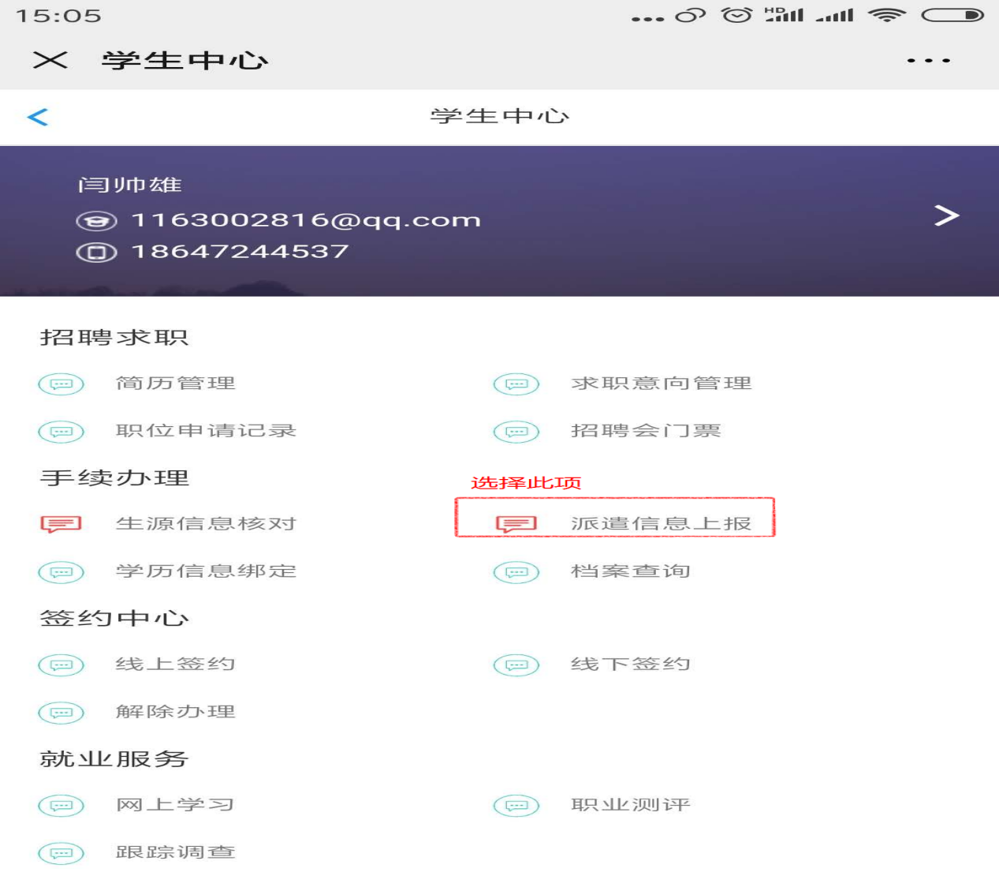 15:05
HD
学生中心
学生中心
闫帅雄
1163002816@qq.com
18647244537
招聘求职
简历管理 求职意向管理
职位申请记录 招聘会门票
手续办理 选择此项
生源信息核对 派遣信息上报
学历信息绑定 档案查询
签约中心
线上签约 线下签约
解除办理
就业服务
网上学习 职业测评
跟踪调查